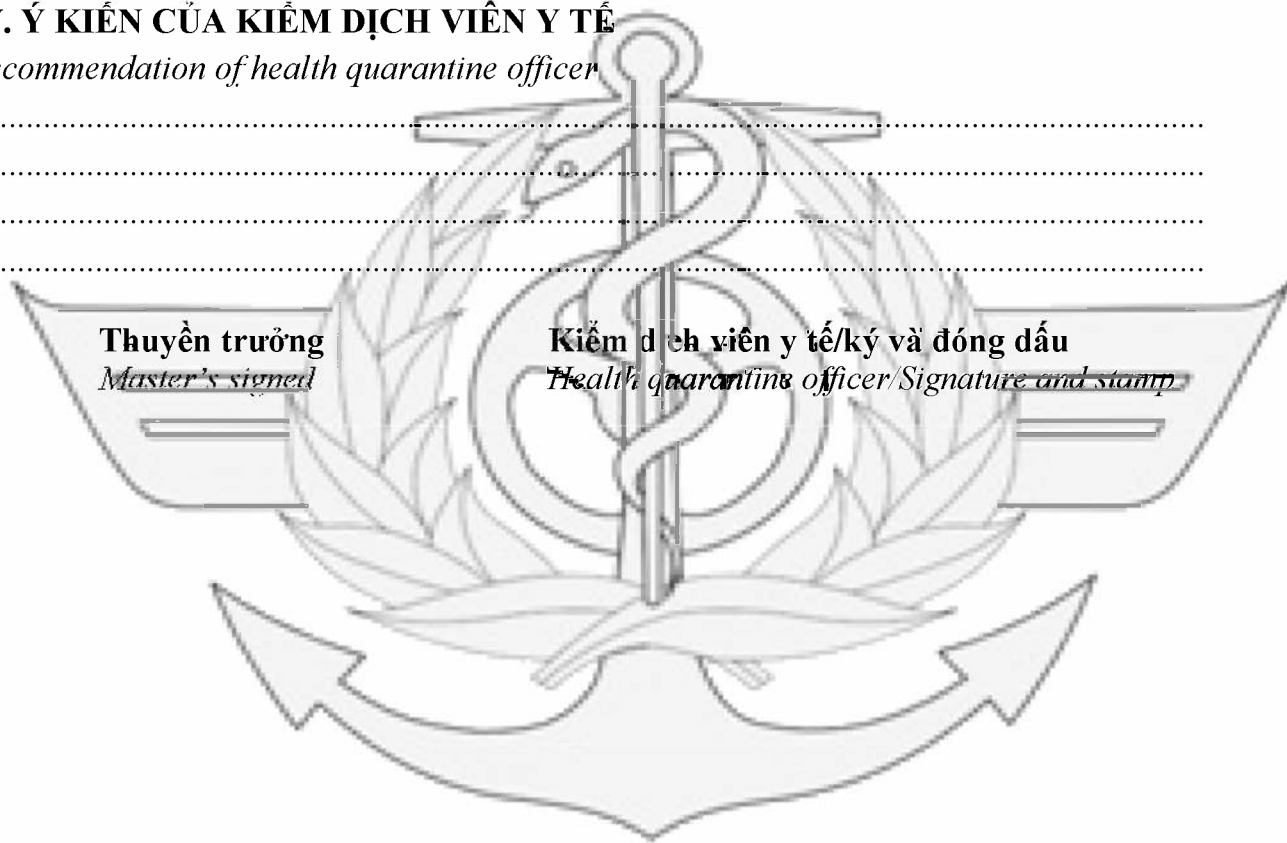 . Ý KIẾN CỦA KIỂM DỊCH VIÊN Y TẾ
commendation of health quarantine officer
................................................................................
................................................................................
................................................................................
................................................................................
Thuyền trưởng Kiểm dịch viên y tế/ký và đóng dấu
Master's signed Health quarantine officer/Signature and stamp